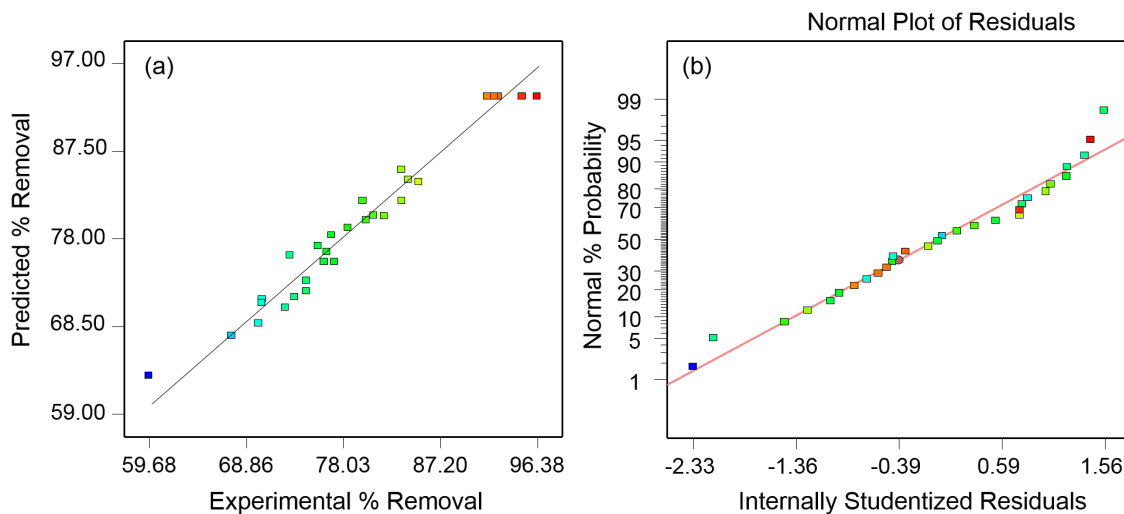 (a)
Predicted % Removal
97.00
87.50
78.00
68.50
59.00
59.68 68.86 78.03 87.20 96.38
Experimental % Removal
Normal Plot of Residuals
(b)
Normal % Probability
99
95
90
80
70
50
30
20
10
5
1
-2.33 -1.36 -0.39 0.59 1.56
Internally Studentized Residuals